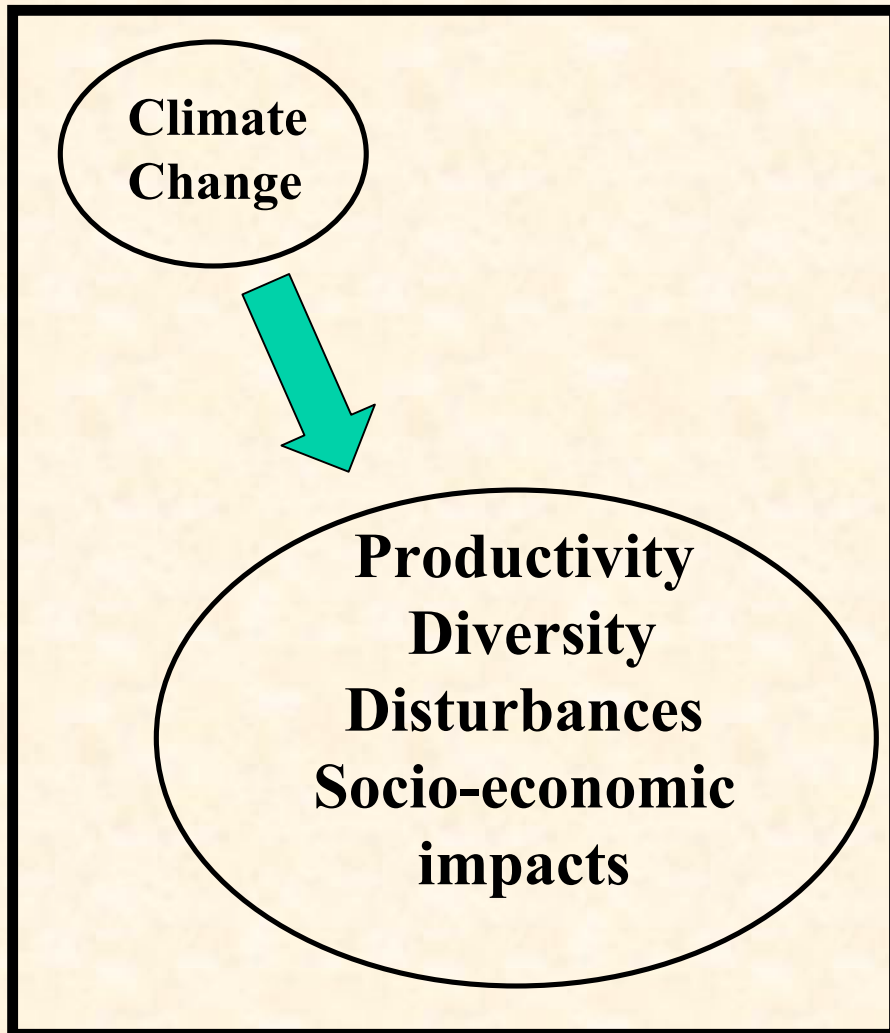 Climate
Change
Productivity
Diversity
Disturbances
Socio-economic
impacts